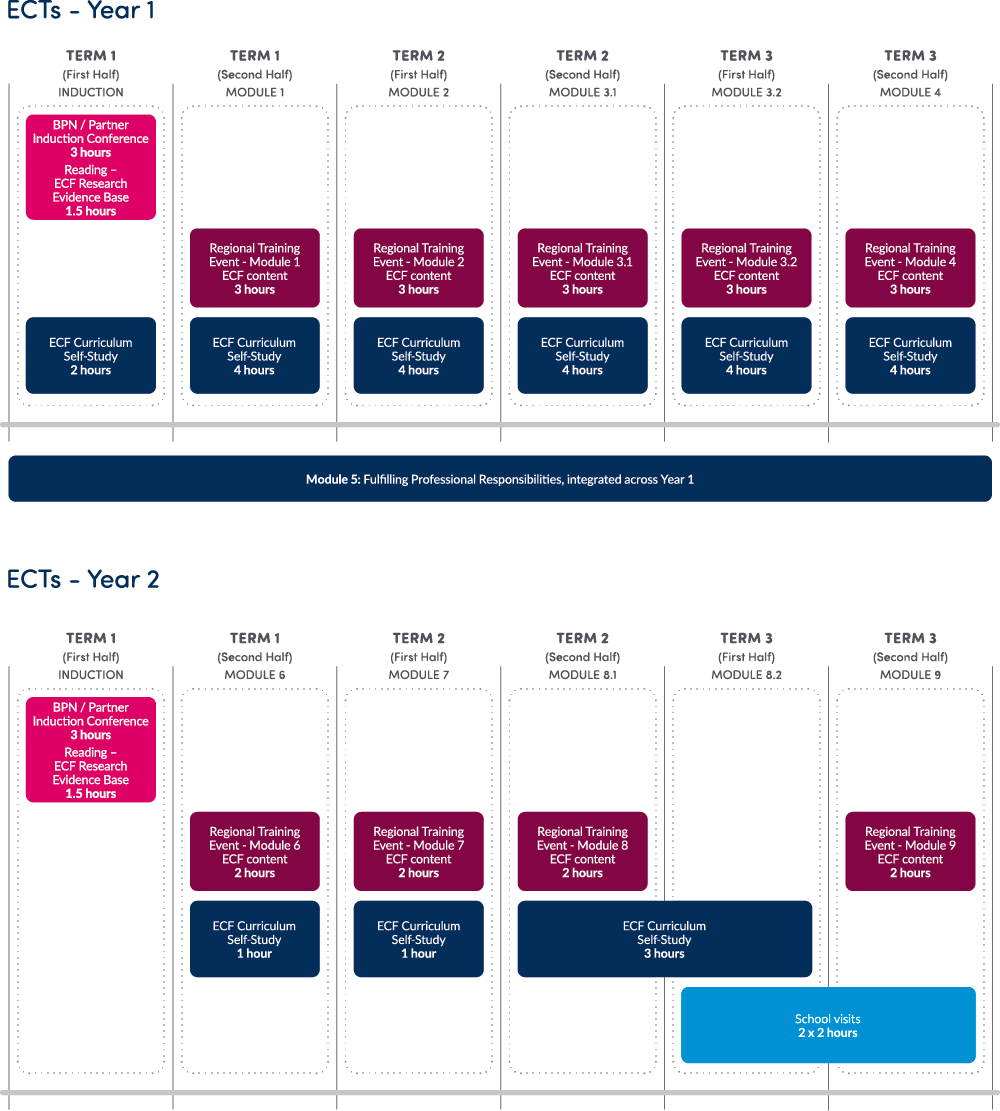 ECTs - Year 1
TERM 1
(First Half)
INDUCTION
TERM 1
(Second Half)
MODULE 1
TERM 2
(First Half)
MODULE 2
TERM 2
(Second Half)
MODULE 3.1
TERM 3
(First Half)
MODULE 3.2
TERM 3
(Second Half)
MODULE 4
BPN / Partner
Induction Conference
3 hours
Reading –
ECF Research
Evidence Base
1.5 hours
Regional Training
Event - Module 1
ECF content
3 hours
Regional Training
Event - Module 2
ECF content
3 hours
Regional Training
Event - Module 3.1
ECF content
3 hours
Regional Training
Event - Module 3.2
ECF content
3 hours
Regional Training
Event - Module 4
ECF content
3 hours
ECF Curriculum
Self-Study
2 hours
ECF Curriculum
Self-Study
4 hours
ECF Curriculum
Self-Study
4 hours
ECF Curriculum
Self-Study
4 hours
ECF Curriculum
Self-Study
4 hours
ECF Curriculum
Self-Study
4 hours
Module 5: Fulfilling Professional Responsibilities, integrated across Year 1
ECTs - Year 2
TERM 1
(First Half)
INDUCTION
TERM 1
(Second Half)
MODULE 6
TERM 2
(First Half)
MODULE 7
TERM 2
(Second Half)
MODULE 8.1
TERM 3
(First Half)
MODULE 8.2
TERM 3
(Second Half)
MODULE 9
BPN / Partner
Induction Conference
3 hours
Reading –
ECF Research
Evidence Base
1.5 hours
Regional Training
Event - Module 6
ECF content
2 hours
Regional Training
Event - Module 7
ECF content
2 hours
Regional Training
Event - Module 8
ECF content
2 hours
Regional Training
Event - Module 9
ECF content
2 hours
ECF Curriculum
Self-Study
1 hour
ECF Curriculum
Self-Study
1 hour
ECF Curriculum
Self-Study
3 hours
School visits
2 x 2 hours